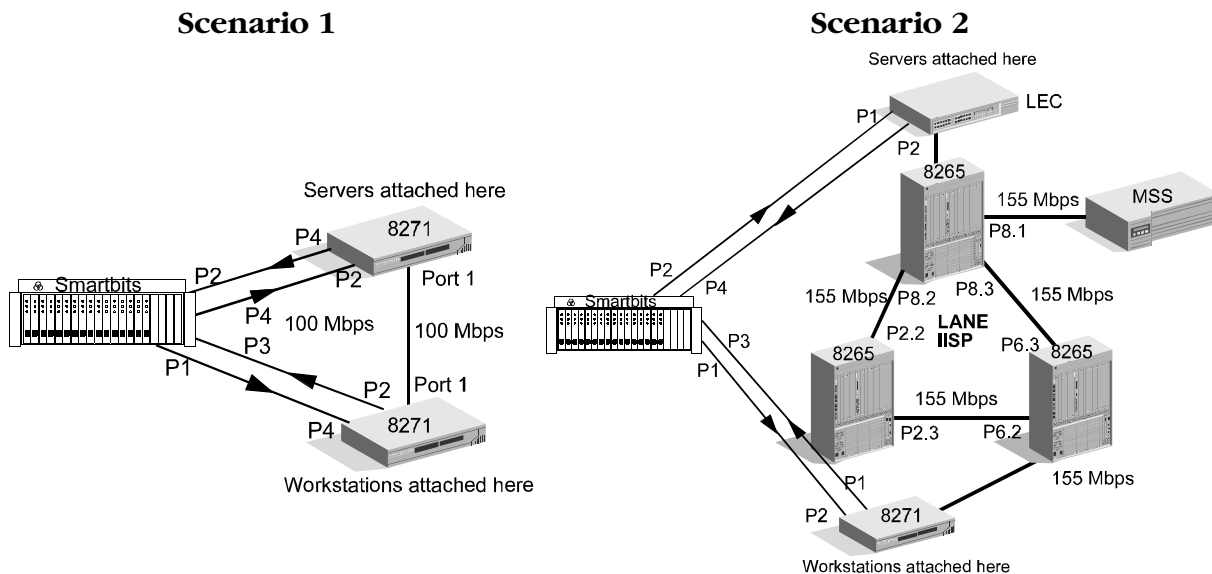 Scenario 1
Servers attached here
8271
P4
P2
P2
Port 1
Smartbits
P4
100 Mbps
100 Mbps
P3
P1
Port 1
P2
P4
8271
Workstations attached here
Scenario 2
Servers attached here
LEC
P1
P2
8265
155 Mbps
MSS
P8.1
P2
P4
Smartbits
155 Mbps
P8.2
P8.3
155 Mbps
LANE
IISP
P2.2
P6.3
8265
8265
P3
P1
155 Mbps
P2.3
P6.2
155 Mbps
P1
P2
8271
Workstations attached here